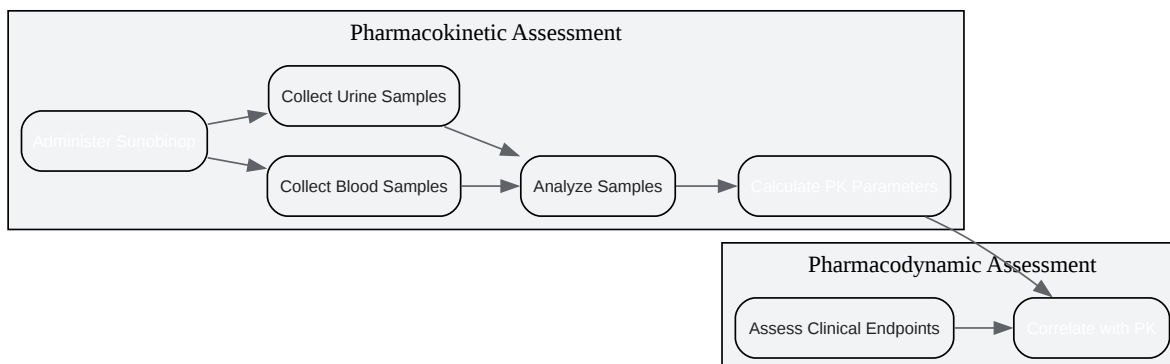 Pharmacokinetic Assessment
Collect Urine Samples
Administer Sunobinop
Collect Blood Samples
Analyze Samples
Calculate PK Parameters
Pharmacodynamic Assessment
Assess Clinical Endpoints
Correlate with PK